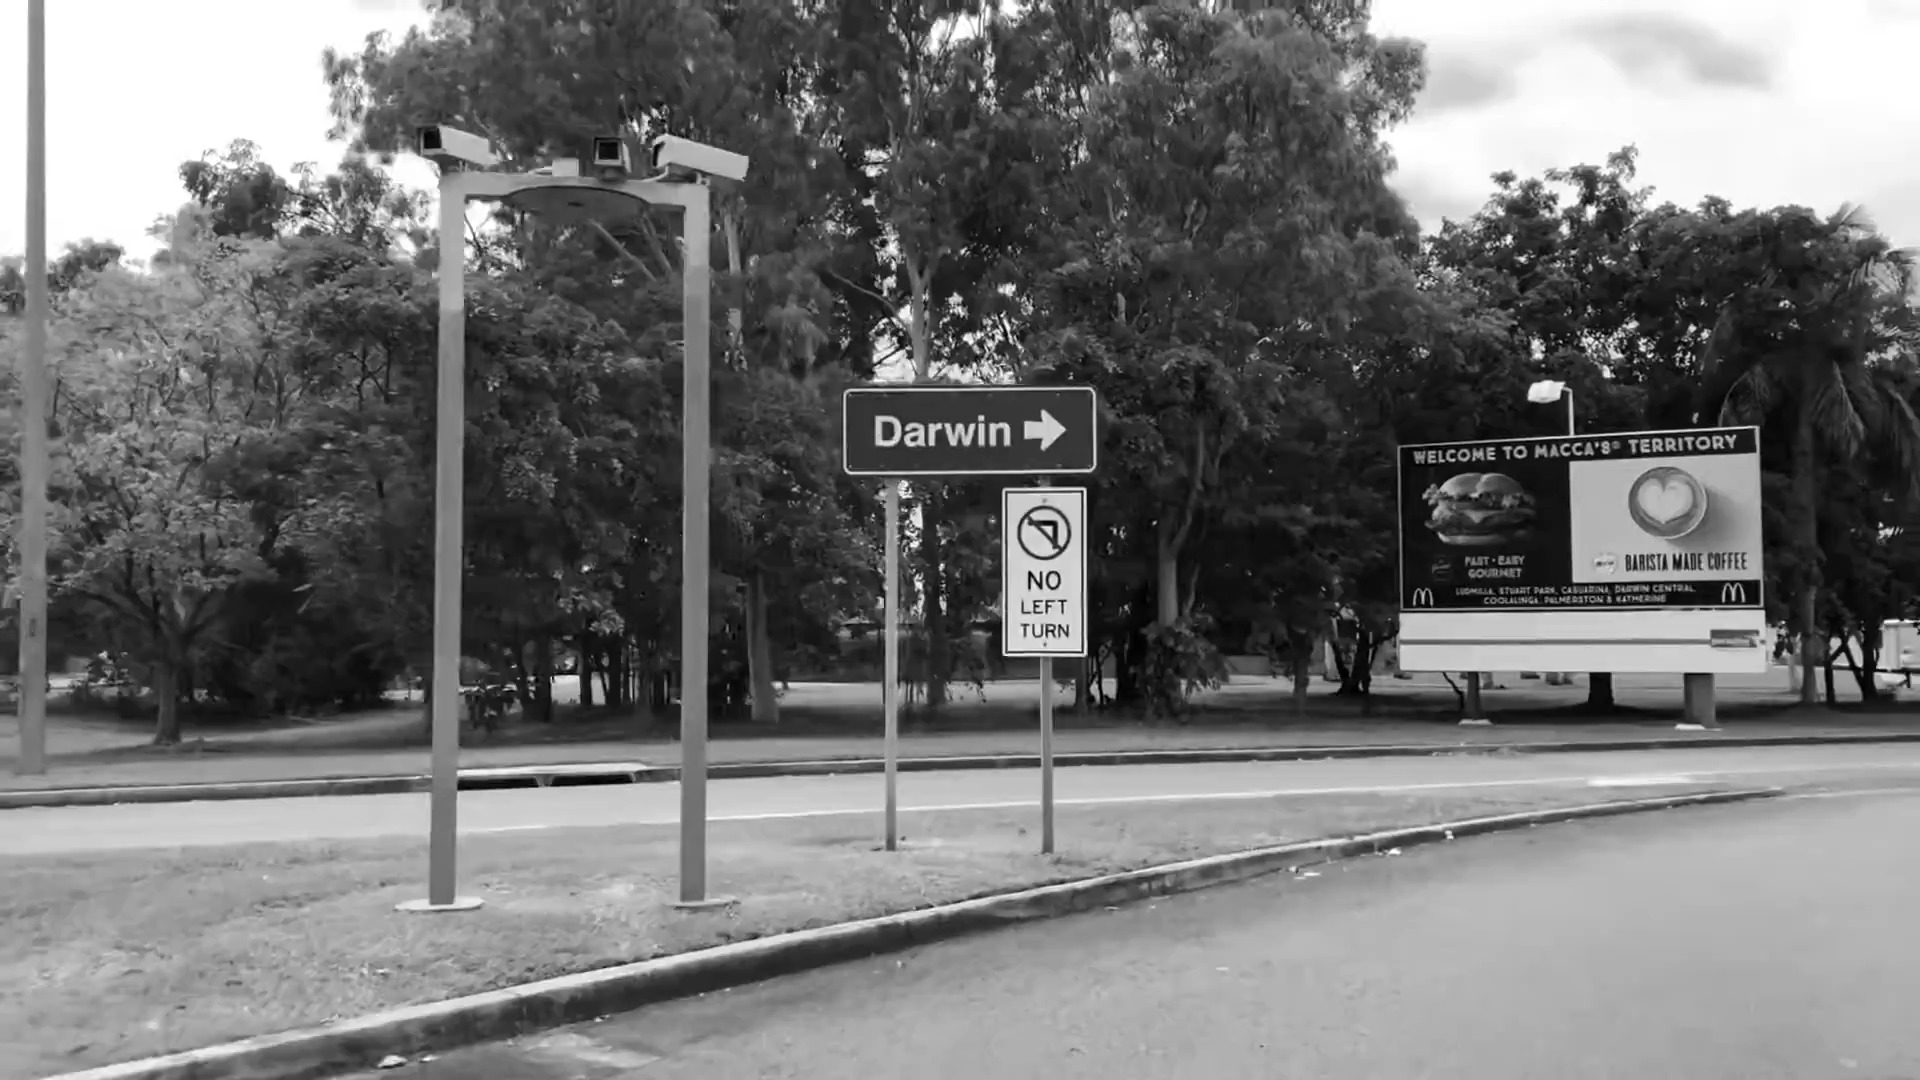 Darwin
NO
LEFT
TURN
WELCOME TO MACCA'S® TERRITORY
FAST · EASY
GOURMET
BARISTA MADE COFFEE
LUDMILLA, STUART PARK, CASUARINA, DARWIN CENTRAL,
COOLALINGA, PALMERSTON & KATHERINE